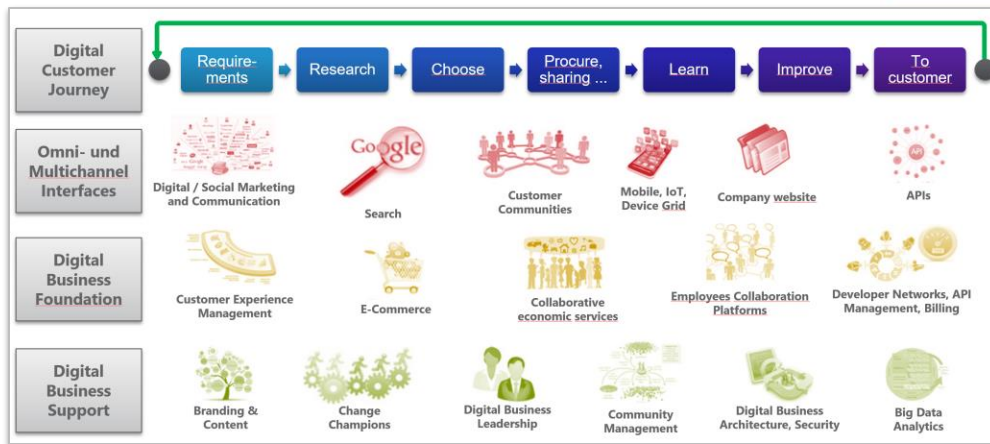 Digital
Customer
Journey
Require-
ments
Research
Choose
Procure,
sharing ...
Learn
Improve
To
customer
Omni- und
Multichannel
Interfaces
Digital / Social Marketing
and Communication
Google
Search
Customer
Communities
Mobile, IoT,
Device Grid
Company website
API
APIs
Digital
Business
Foundation
Customer Experience
Management
E-Commerce
Collaborative
economic services
Employees Collaboration
Platforms
Developer Networks, API
Management, Billing
Digital
Business
Support
Branding &
Content
Change
Champions
Digital Business
Leadership
Community
Management
Digital Business
Architecture, Security
Big Data
Analytics